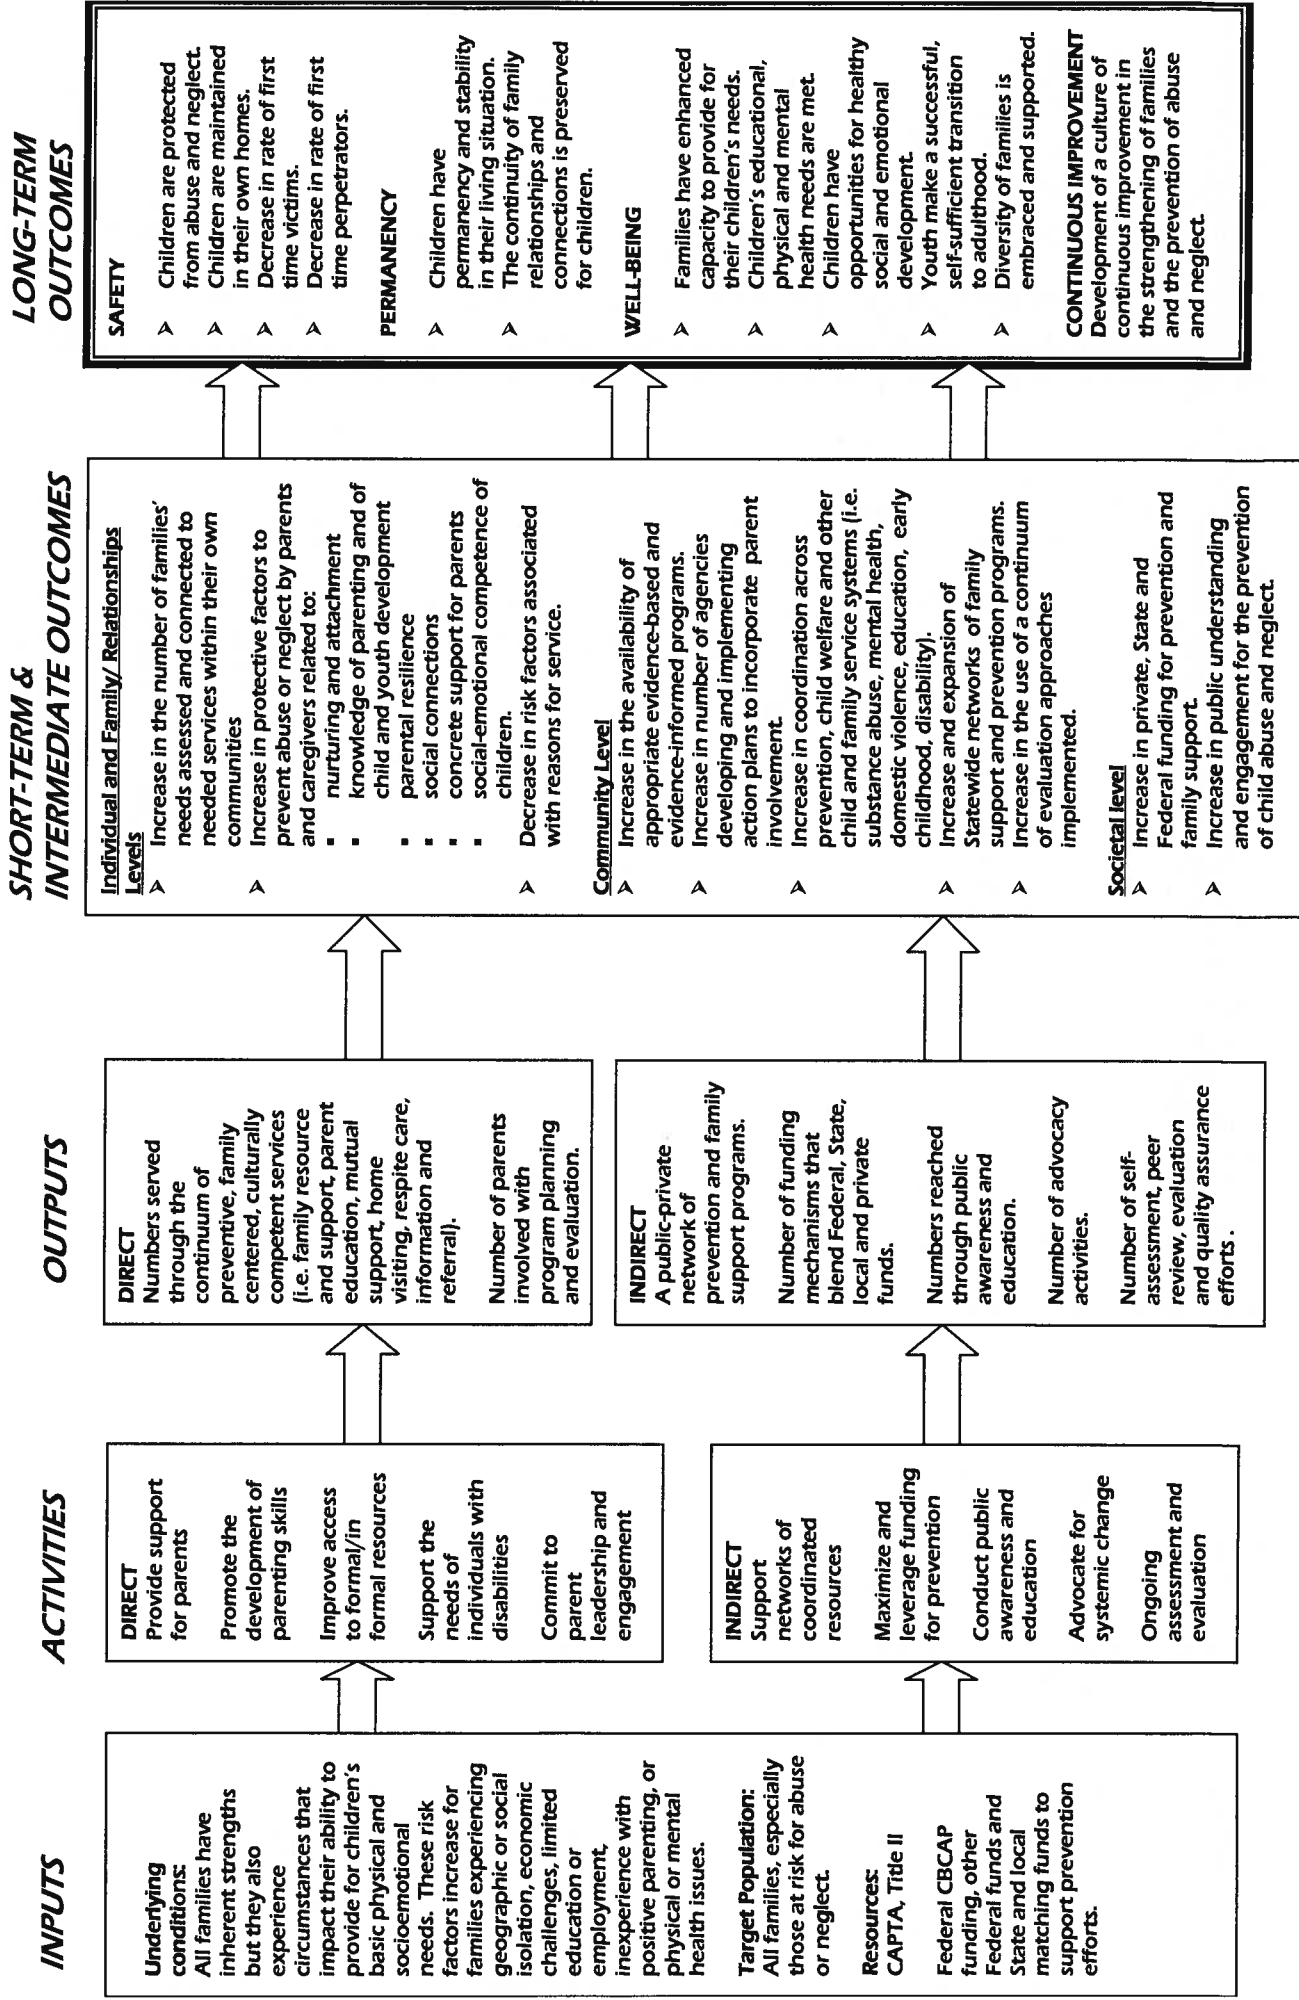 INPUTS
Underlying
conditions:
All families have
inherent strengths
but they also
experience
circumstances that
impact their ability to
provide for children's
basic physical and
socioemotional
needs. These risk
factors increase for
families experiencing
geographic or social
isolation, economic
challenges, limited
education or
employment,
inexperience with
positive parenting, or
physical or mental
health issues.
Target Population:
All families, especially
those at risk for abuse
or neglect.
Resources:
CAPTA, Title II
Federal CBCAP
funding, other
Federal funds and
State and local
matching funds to
support prevention
efforts.
ACTIVITIES
DIRECT
Provide support
for parents
Promote the
development of
parenting skills
Improve access
to formal/in
formal resources
Support the
needs of
individuals with
disabilities
Commit to
parent
leadership and
engagement
INDIRECT
Support
networks of
coordinated
resources
Maximize and
leverage funding
for prevention
Conduct public
awareness and
education
Advocate for
systemic change
Ongoing
assessment and
evaluation
OUTPUTS
DIRECT
Numbers served
through the
continuum of
preventive, family
centered, culturally
competent services
(i.e. family resource
and support, parent
education, mutual
support, home
visiting, respite care,
information and
referral).
Number of parents
involved with
program planning
and evaluation.
INDIRECT
A public-private
network of
prevention and family
support programs.
Number of funding
mechanisms that
blend Federal, State,
local and private
funds.
Numbers reached
through public
awareness and
education.
Number of advocacy
activities.
Number of self-
assessment, peer
review, evaluation
and quality assurance
efforts .
SHORT-TERM &
INTERMEDIATE OUTCOMES
Individual and Family/ Relationships
Levels
➢ Increase in the number of families'
needs assessed and connected to
needed services within their own
communities
➢ Increase in protective factors to
prevent abuse or neglect by parents
and caregivers related to:
▪ nurturing and attachment
▪ knowledge of parenting and of
child and youth development
▪ parental resilience
▪ social connections
▪ concrete support for parents
▪ social-emotional competence of
children.
➢ Decrease in risk factors associated
with reasons for service.
Community Level
➢ Increase in the availability of
appropriate evidence-based and
evidence-informed programs.
➢ Increase in number of agencies
developing and implementing
action plans to incorporate parent
involvement.
➢ Increase in coordination across
prevention, child welfare and other
child and family service systems (i.e.
substance abuse, mental health,
domestic violence, education, early
childhood, disability).
➢ Increase and expansion of
Statewide networks of family
support and prevention programs.
➢ Increase in the use of a continuum
of evaluation approaches
implemented.
Societal level
➢ Increase in private, State and
Federal funding for prevention and
family support.
➢ Increase in public understanding
and engagement for the prevention
of child abuse and neglect.
LONG-TERM
OUTCOMES
SAFETY
➢ Children are protected
from abuse and neglect.
➢ Children are maintained
in their own homes.
➢ Decrease in rate of first
time victims.
➢ Decrease in rate of first
time perpetrators.
PERMANENCY
➢ Children have
permanency and stability
in their living situation.
➢ The continuity of family
relationships and
connections is preserved
for children.
WELL-BEING
➢ Families have enhanced
capacity to provide for
their children's needs.
➢ Children's educational,
physical and mental
health needs are met.
➢ Children have
opportunities for healthy
social and emotional
development.
➢ Youth make a successful,
self-sufficient transition
to adulthood.
➢ Diversity of families is
embraced and supported.
CONTINUOUS IMPROVEMENT
Development of a culture of
continuous improvement in
the strengthening of families
and the prevention of abuse
and neglect.